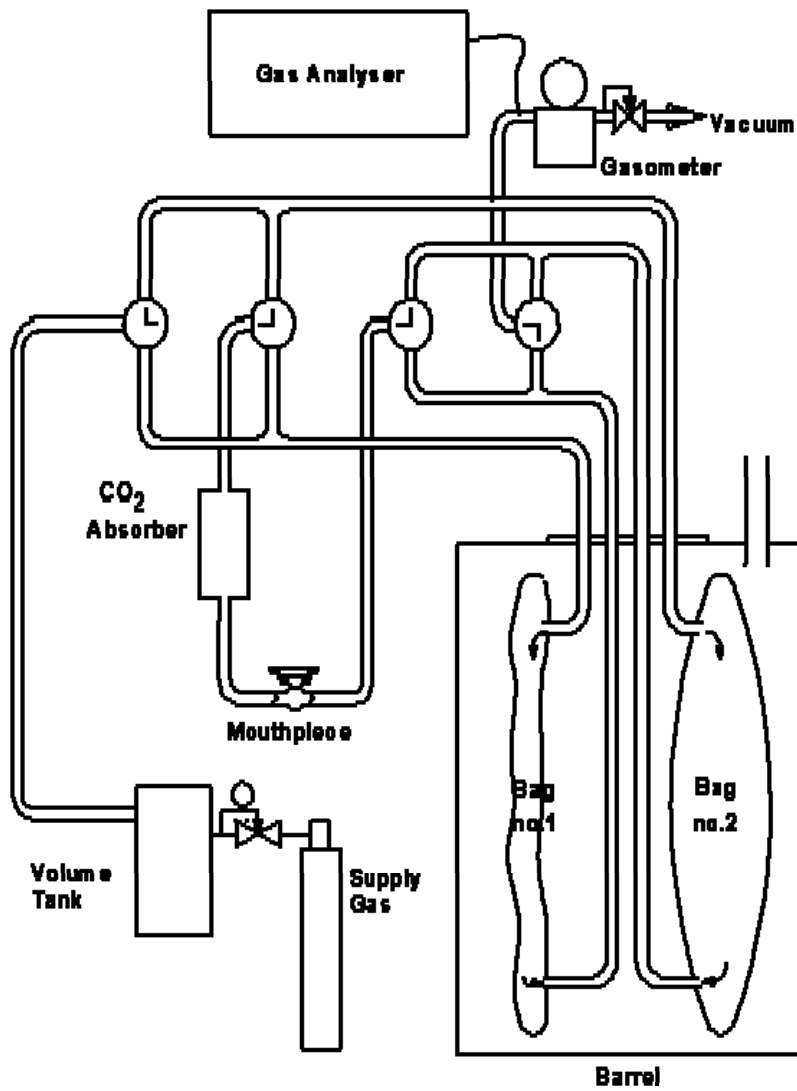 Gas Analyser
Vacuum
Gasometer
CO2
Absorber
Mouthpiece
Bag
no.1
Bag
no.2
Volume
Tank
Supply
Gas
Barrel